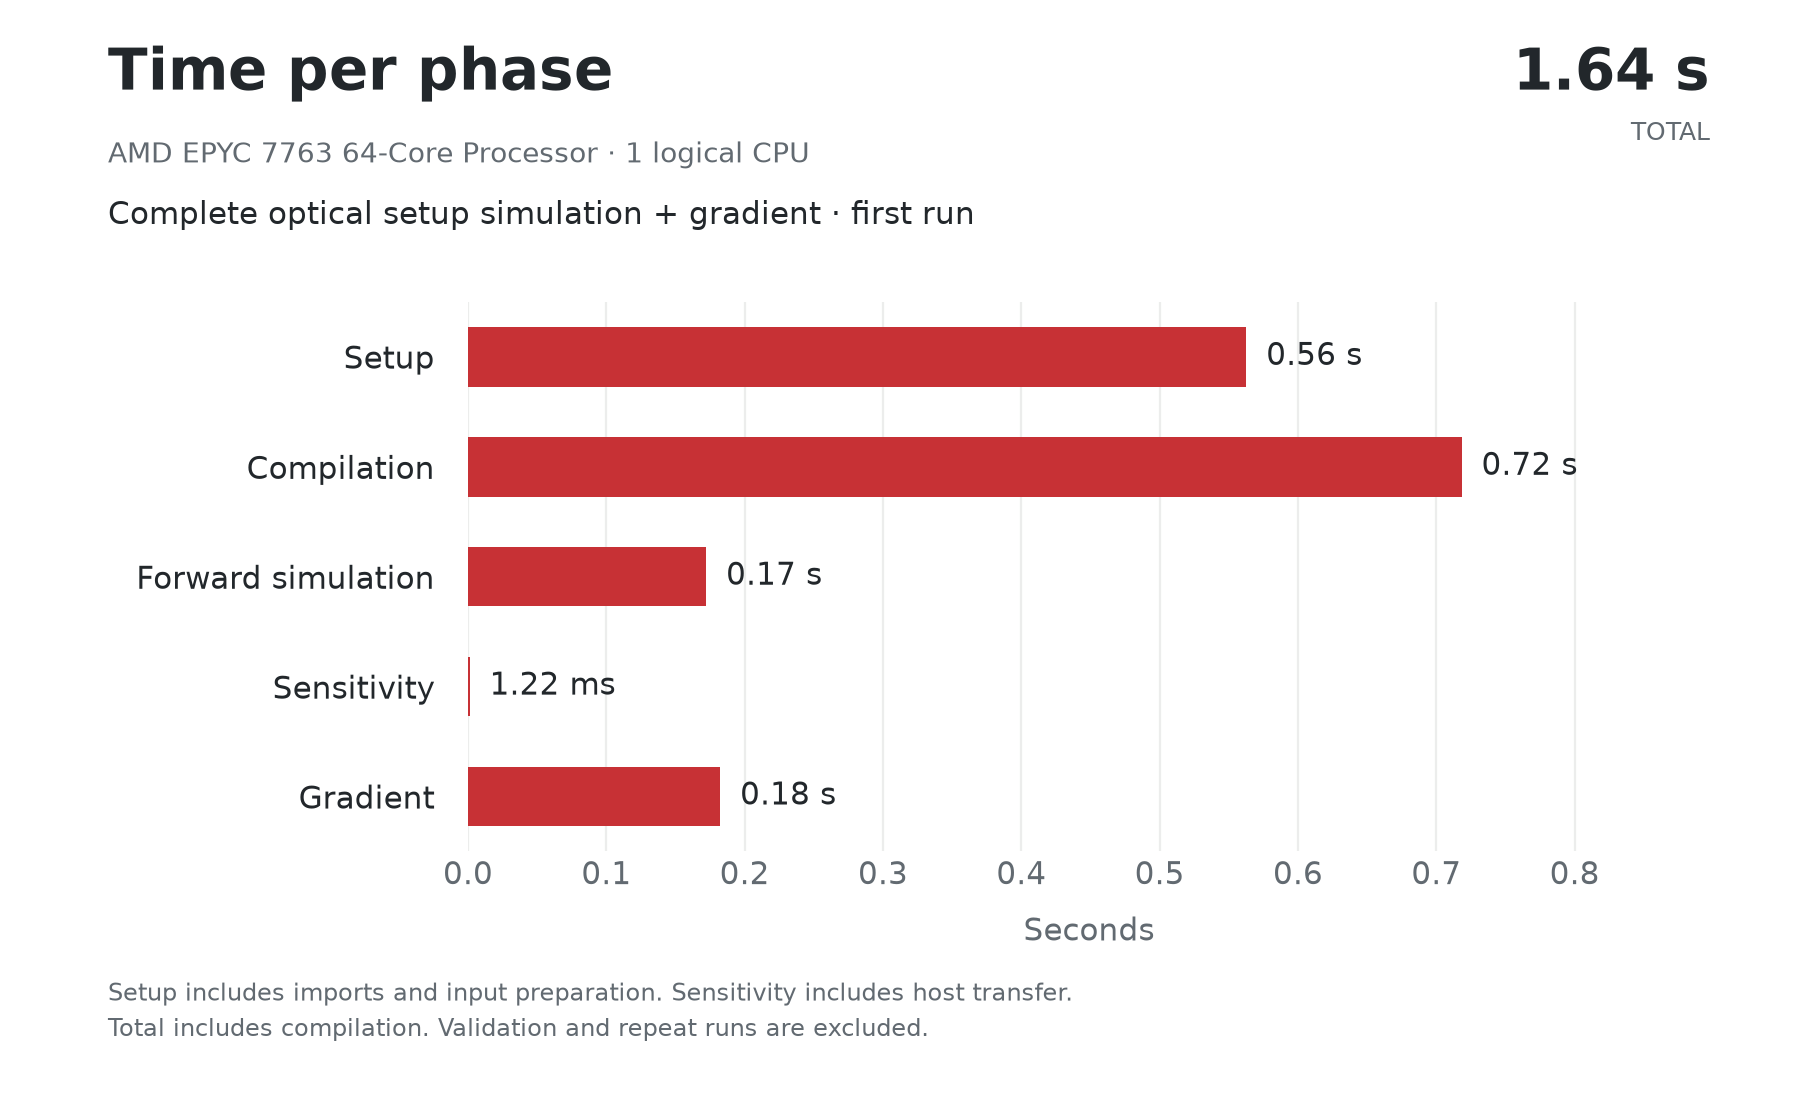 Time per phase
1.64 s
TOTAL
AMD EPYC 7763 64-Core Processor · 1 logical CPU
Complete optical setup simulation + gradient · first run
Setup
0.56 s
Compilation
0.72 s
Forward simulation
0.17 s
Sensitivity
1.22 ms
Gradient
0.18 s
0.0 0.1 0.2 0.3 0.4 0.5 0.6 0.7 0.8
Seconds
Setup includes imports and input preparation. Sensitivity includes host transfer.
Total includes compilation. Validation and repeat runs are excluded.